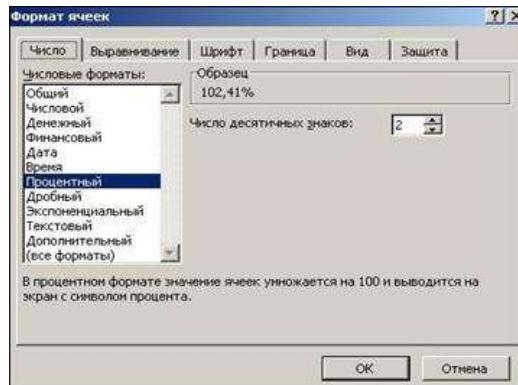 Формат ячеек
Число Выравнивание Шрифт Граница Вид Защита
Числовые форматы:
Общий
Числовой
Денежный
Финансовый
Дата
Время
Процентный
Дробный
Экспоненциальный
Текстовый
Дополнительный
(все форматы)
Образец
102,41%
Число десятичных знаков: 2
В процентном формате значение ячеек умножается на 100 и выводится на
экран с символом процента.
OK Отмена